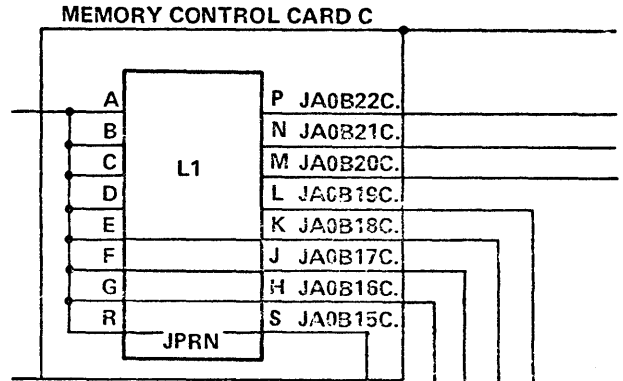 MEMORY CONTROL CARD C
A P JA0B22C.
B N JA0B21C.
C M JA0B20C.
L1
D L JA0B19C.
E K JA0B18C.
F J JA0B17C.
G H JA0B16C.
R S JA0B15C.
JPRN